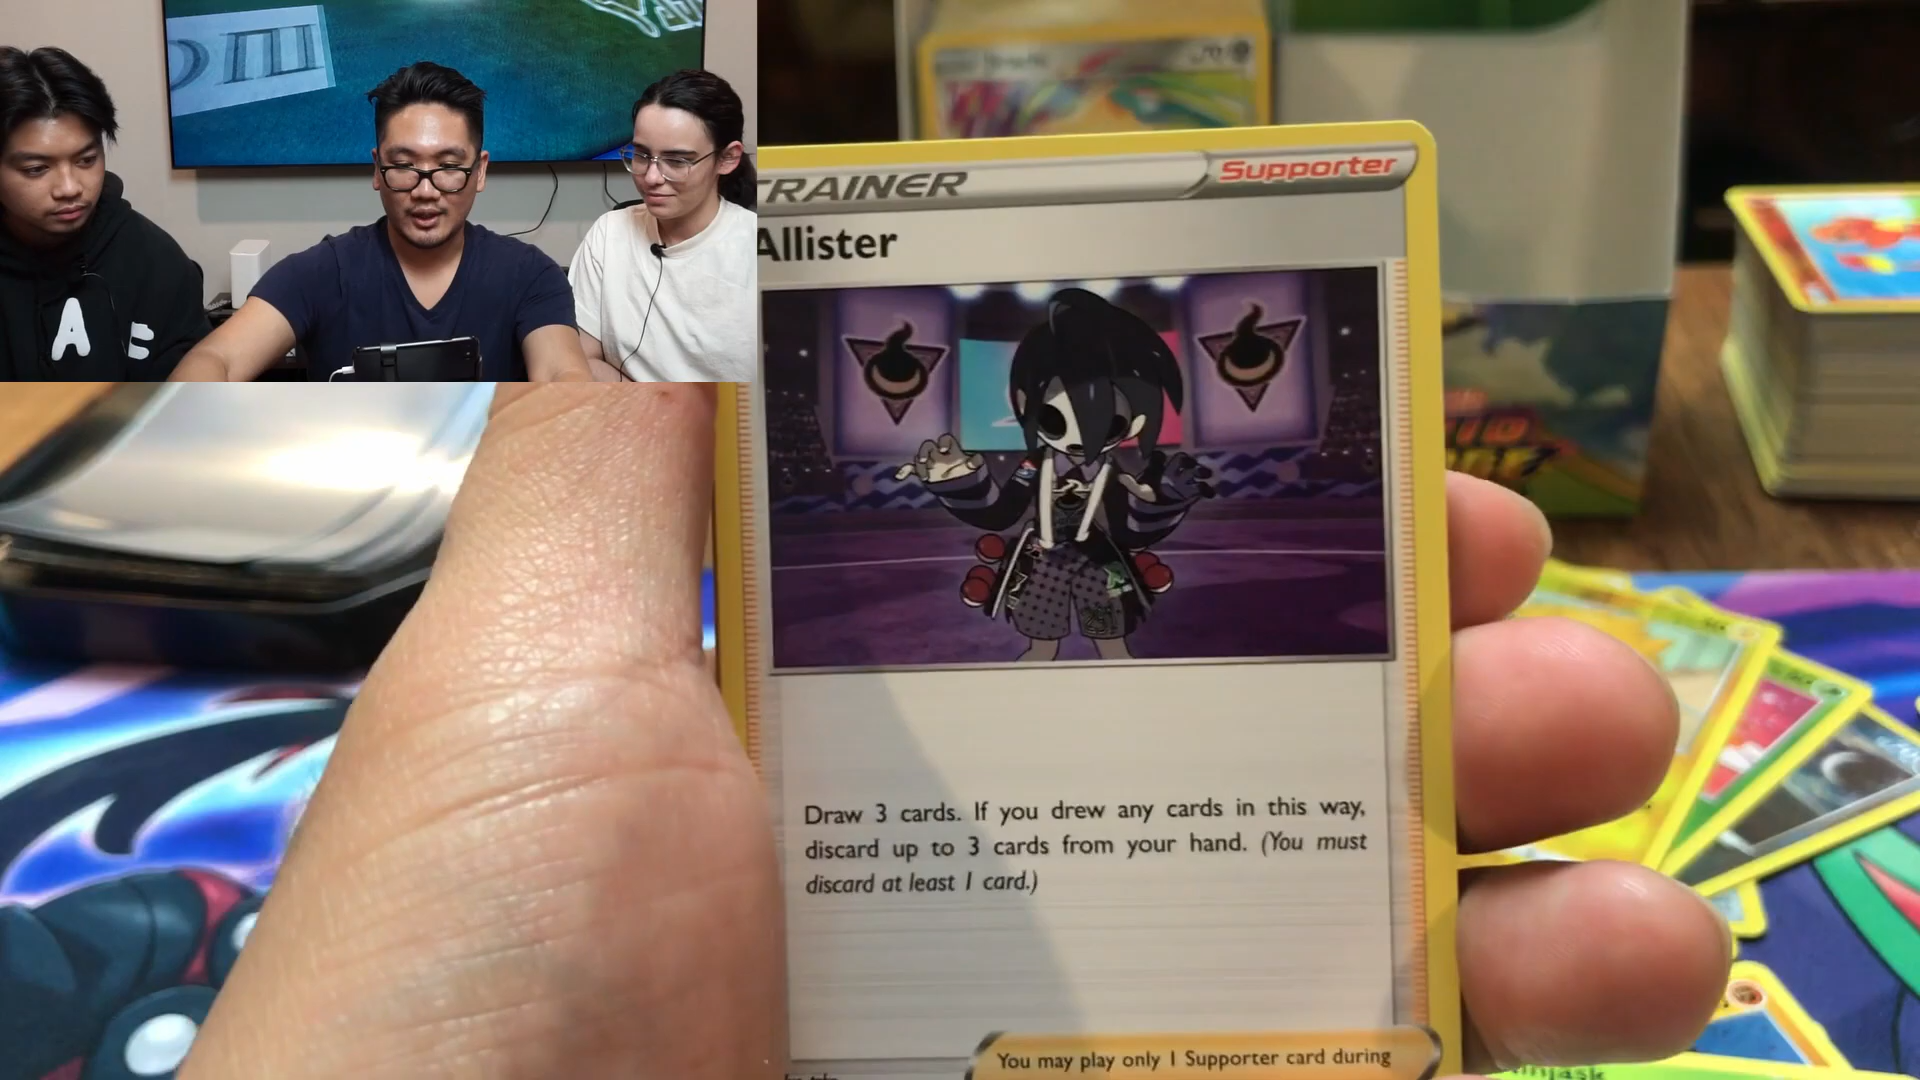 TRAINER
Supporter
Allister
Draw 3 cards. If you drew any cards in this way,
discard up to 3 cards from your hand. (You must
discard at least 1 card.)
You may play only 1 Supporter card during
A